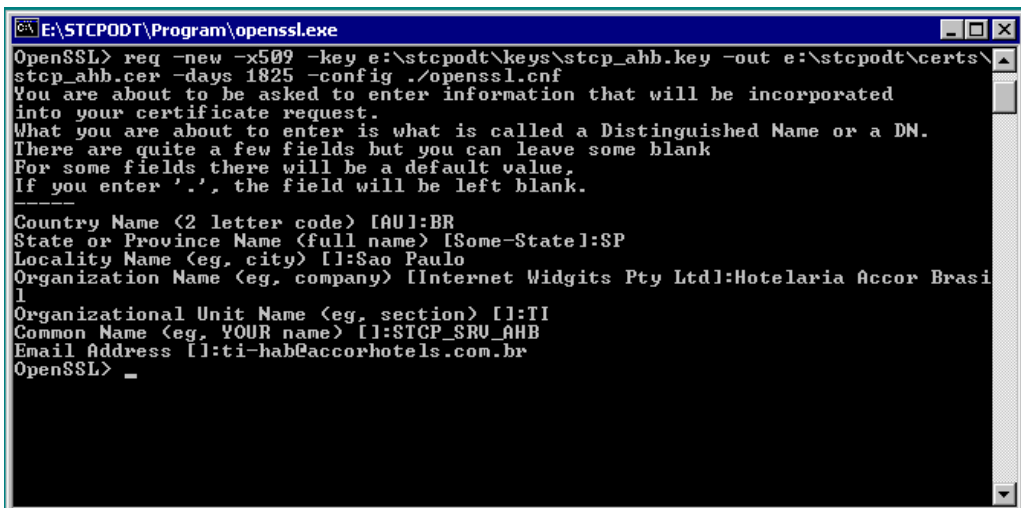 E:\STCPODT\Program\openssl.exe
OpenSSL> req -new -x509 -key e:\stcpodt\keys\stcp_ahb.key -out e:\stcpodt\certs\
stcp_ahb.cer -days 1825 -config ./openssl.cnf
You are about to be asked to enter information that will be incorporated
into your certificate request.
What you are about to enter is what is called a Distinguished Name or a DN.
There are quite a few fields but you can leave some blank
For some fields there will be a default value,
If you enter '.', the field will be left blank.
-----
Country Name (2 letter code) [AU]:BR
State or Province Name (full name) [Some-State]:SP
Locality Name (eg, city) []:Sao Paulo
Organization Name (eg, company) [Internet Widgits Pty Ltd]:Hotelaria Accor Brasi
l
Organizational Unit Name (eg, section) []:TI
Common Name (eg, YOUR name) []:STCP_SRV_AHB
Email Address []:ti-hab@accorhotels.com.br
OpenSSL> _